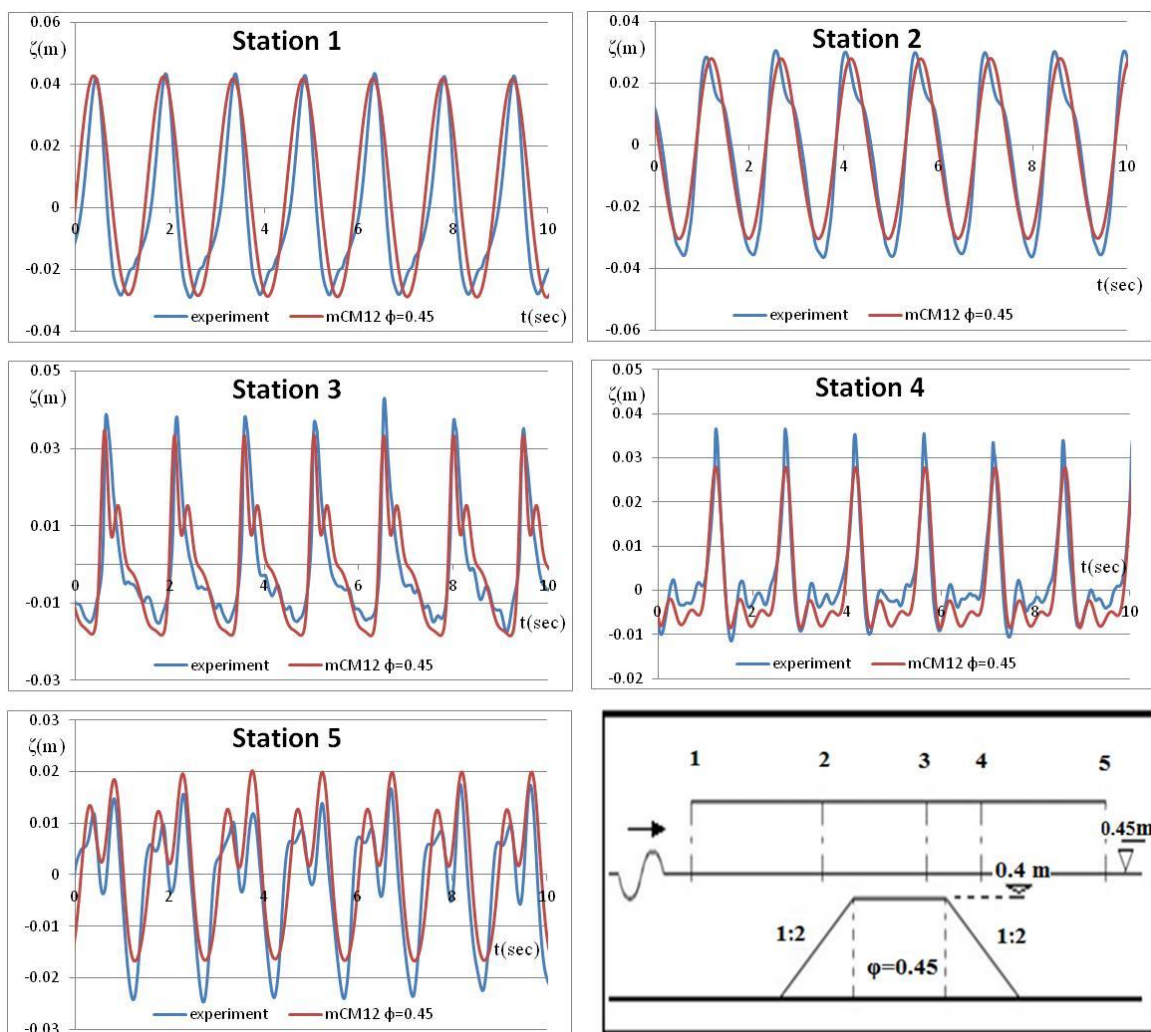 Station 1
ζ(m)
0.06
0.04
0.02
0
-0.02
-0.04
0 2 4 6 8 10
t(sec)
experiment mCM12 ϕ=0.45
Station 2
ζ(m)
0.04
0.02
0
-0.02
-0.04
-0.06
0 2 4 6 8 10
t(sec)
experiment mCM12 ϕ=0.45
Station 3
ζ(m)
0.05
0.03
0.01
-0.01
-0.03
0 2 4 6 8 10
t(sec)
experiment mCM12 ϕ=0.45
Station 4
ζ(m)
0.05
0.04
0.03
0.02
0.01
0
-0.01
-0.02
0 2 4 6 8 10
t(sec)
experiment mCM12 ϕ=0.45
Station 5
ζ(m)
0.03
0.02
0.01
0
-0.01
-0.02
-0.03
0 2 4 6 8 10
t(sec)
experiment mCM12 ϕ=0.45
1 2 3 4 5
0.45m
0.4 m
1:2 1:2
φ=0.45